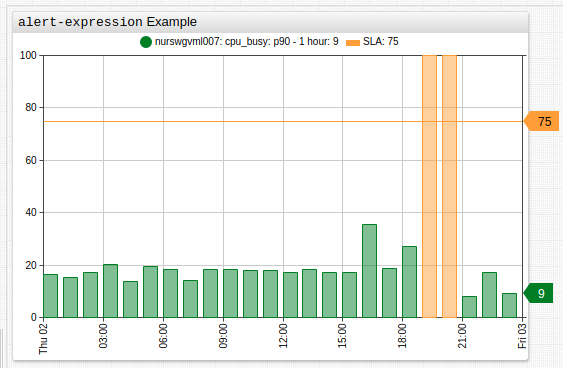 alert-expression Example
nurswgvml007: cpu_busy: p90 - 1 hour: 9 SLA: 75
100
80
75
60
40
20
9
0
Thu 02 03:00 06:00 09:00 12:00 15:00 18:00 21:00 Fri 03